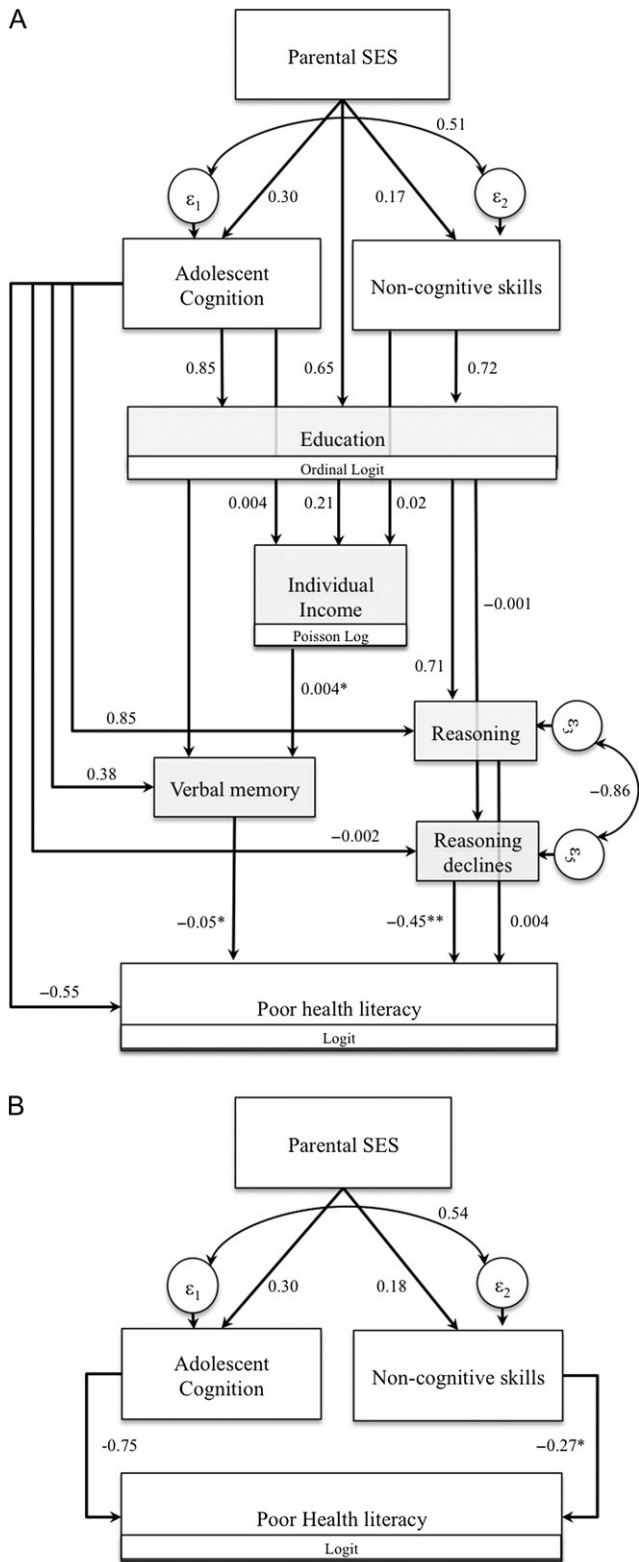 A
Parental SES
0.51
ε1
ε2
0.30
0.17
Adolescent
Cognition
Non-cognitive skills
0.85
0.65
0.72
Education
Ordinal Logit
0.004
0.21
0.02
Individual
Income
Poisson Log
−0.001
0.71
0.004*
0.85
Reasoning
ε3
0.38
Verbal memory
−0.86
−0.002
Reasoning
declines
ε5
−0.05*
−0.45**
0.004
−0.55
Poor health literacy
Logit
B
Parental SES
0.54
ε1
ε2
0.30
0.18
Adolescent
Cognition
Non-cognitive skills
-0.75
−0.27*
Poor Health literacy
Logit